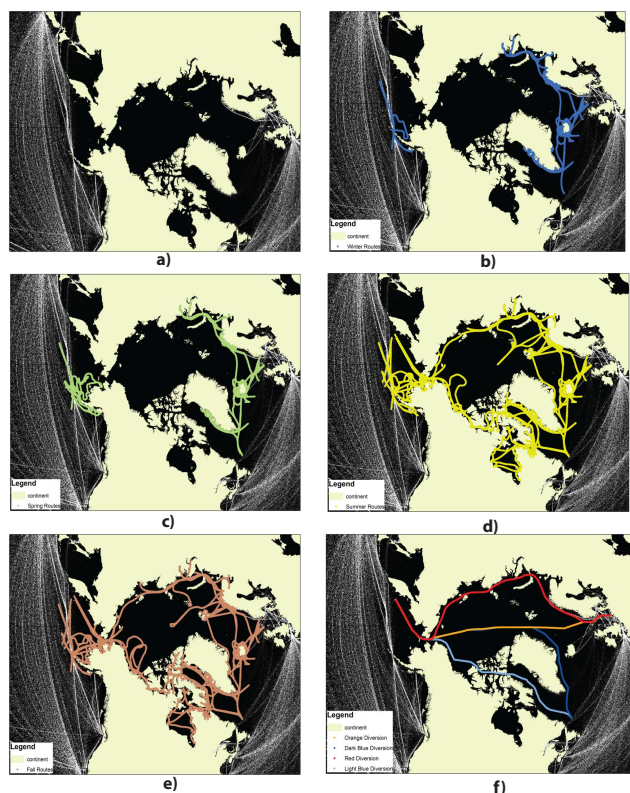 a)
Legend
continent
Winter Routes
b)
Legend
continent
Spring Routes
c)
Legend
continent
Summer Routes
d)
Legend
continent
Fall Routes
e)
Legend
continent
Orange Diversion
Dark Blue Diversion
Red Diversion
Light Blue Diversion
f)